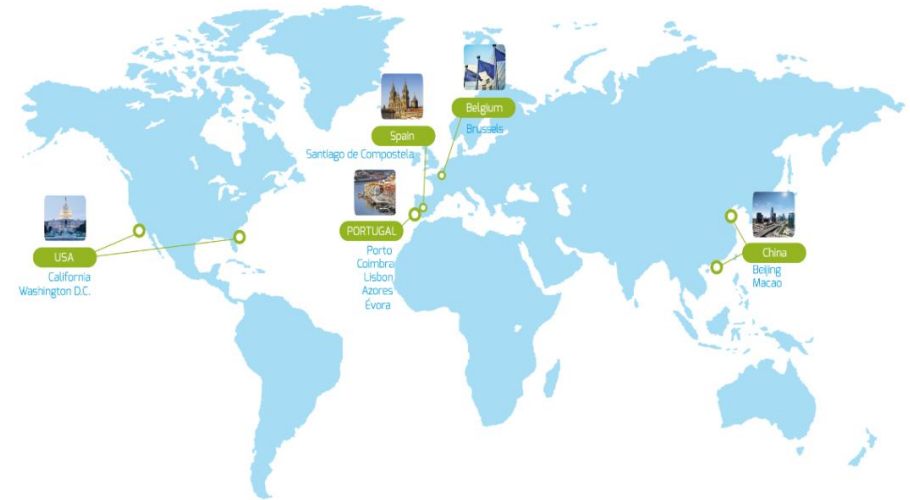 Belgium
Brussels
Spain
Santiago de Compostela
PORTUGAL
Porto
Coimbra
Lisbon
Azores
Évora
USA
California
Washington D.C.
China
Beijing
Macao